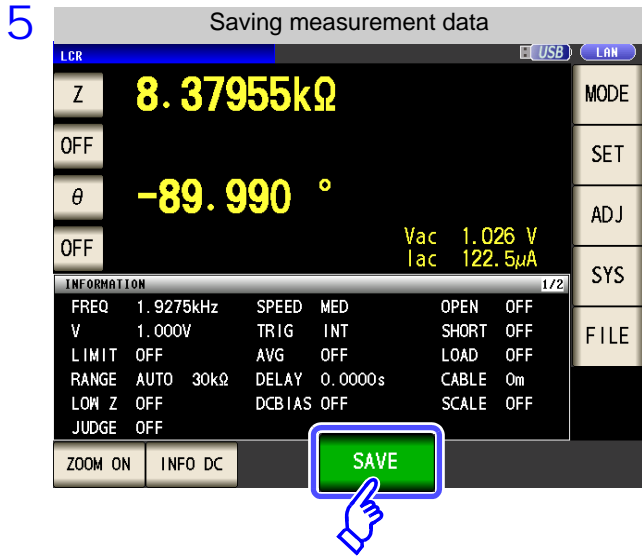 5 Saving measurement data
LCR USB LAN
Z 8.37955kΩ MODE
OFF SET
θ -89.990 ° ADJ
OFF Vac 1.026 V
Iac 122.5µA SYS
INFORMATION 1/2
FREQ 1.9275kHz SPEED MED OPEN OFF
V 1.000V TRIG INT SHORT OFF FILE
LIMIT OFF AVG OFF LOAD OFF
RANGE AUTO 30kΩ DELAY 0.0000s CABLE 0m
LOW Z OFF DCBIAS OFF SCALE OFF
JUDGE OFF
ZOOM ON INFO DC SAVE